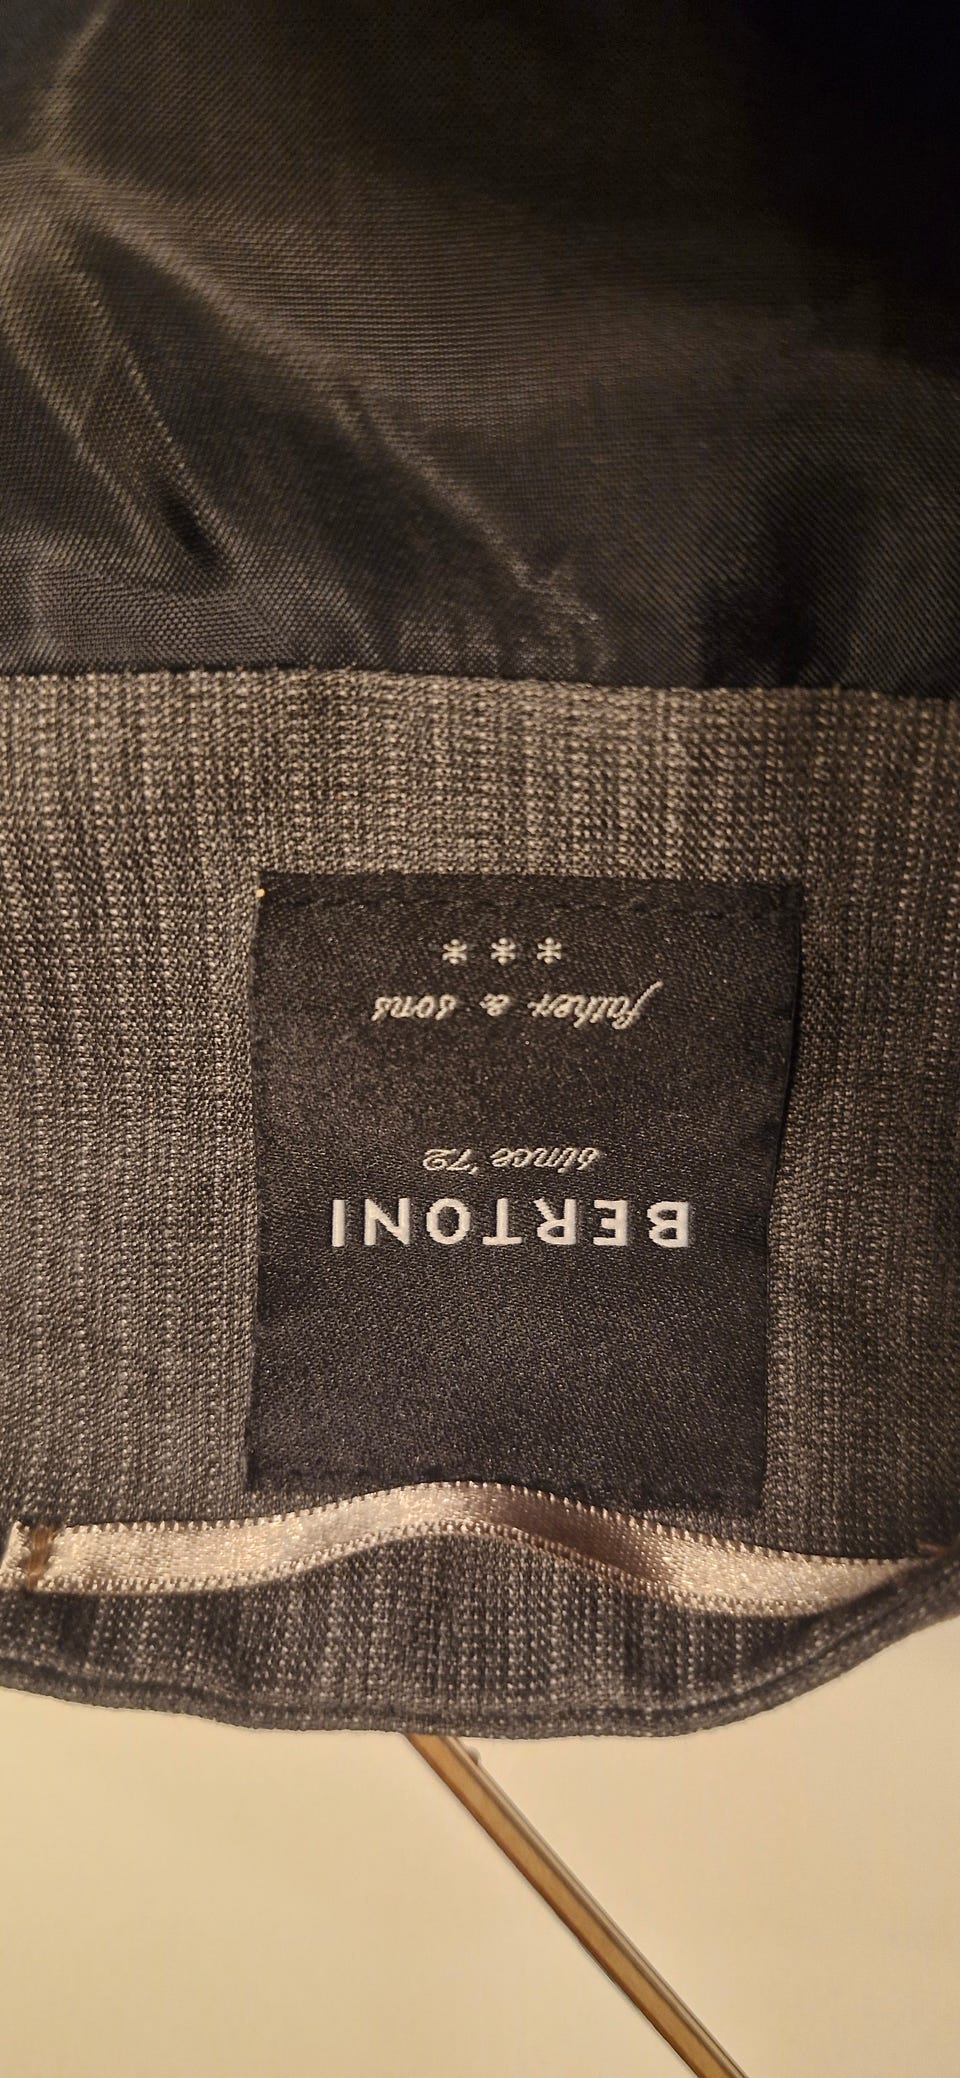 BERTONI
since '72
father & sons
***